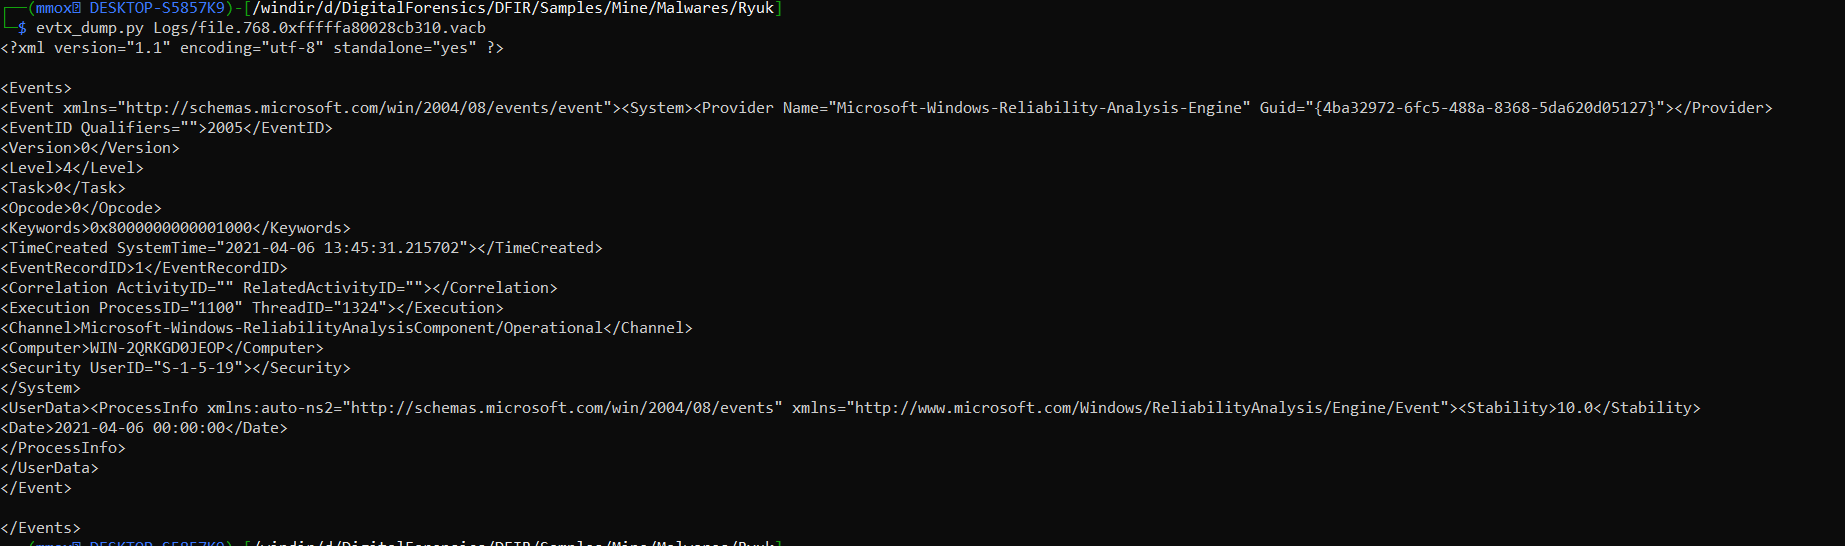 ┌──(mmox㉿ DESKTOP-S5857K9)-[/windir/d/DigitalForensics/DFIR/Samples/Mine/Malwares/Ryuk]
└─$ evtx_dump.py Logs/file.768.0xfffffa80028cb310.vacb
<?xml version="1.1" encoding="utf-8" standalone="yes" ?>

<Events>
<Event xmlns="http://schemas.microsoft.com/win/2004/08/events/event"><System><Provider Name="Microsoft-Windows-Reliability-Analysis-Engine" Guid="{4ba32972-6fc5-488a-8368-5da620d05127}"></Provider>
<EventID Qualifiers="">2005</EventID>
<Version>0</Version>
<Level>4</Level>
<Task>0</Task>
<Opcode>0</Opcode>
<Keywords>0x8000000000001000</Keywords>
<TimeCreated SystemTime="2021-04-06 13:45:31.215702"></TimeCreated>
<EventRecordID>1</EventRecordID>
<Correlation ActivityID="" RelatedActivityID=""></Correlation>
<Execution ProcessID="1100" ThreadID="1324"></Execution>
<Channel>Microsoft-Windows-ReliabilityAnalysisComponent/Operational</Channel>
<Computer>WIN-2QRKGD0JEOP</Computer>
<Security UserID="S-1-5-19"></Security>
</System>
<UserData><ProcessInfo xmlns:auto-ns2="http://schemas.microsoft.com/win/2004/08/events" xmlns="http://www.microsoft.com/Windows/ReliabilityAnalysis/Engine/Event"><Stability>10.0</Stability>
<Date>2021-04-06 00:00:00</Date>
</ProcessInfo>
</UserData>
</Event>

</Events>
(mmox DESKTOP-S5857K9)-[/windir/d/DigitalForensics/DFIR/Samples/Mine/Malwares/Ryuk]